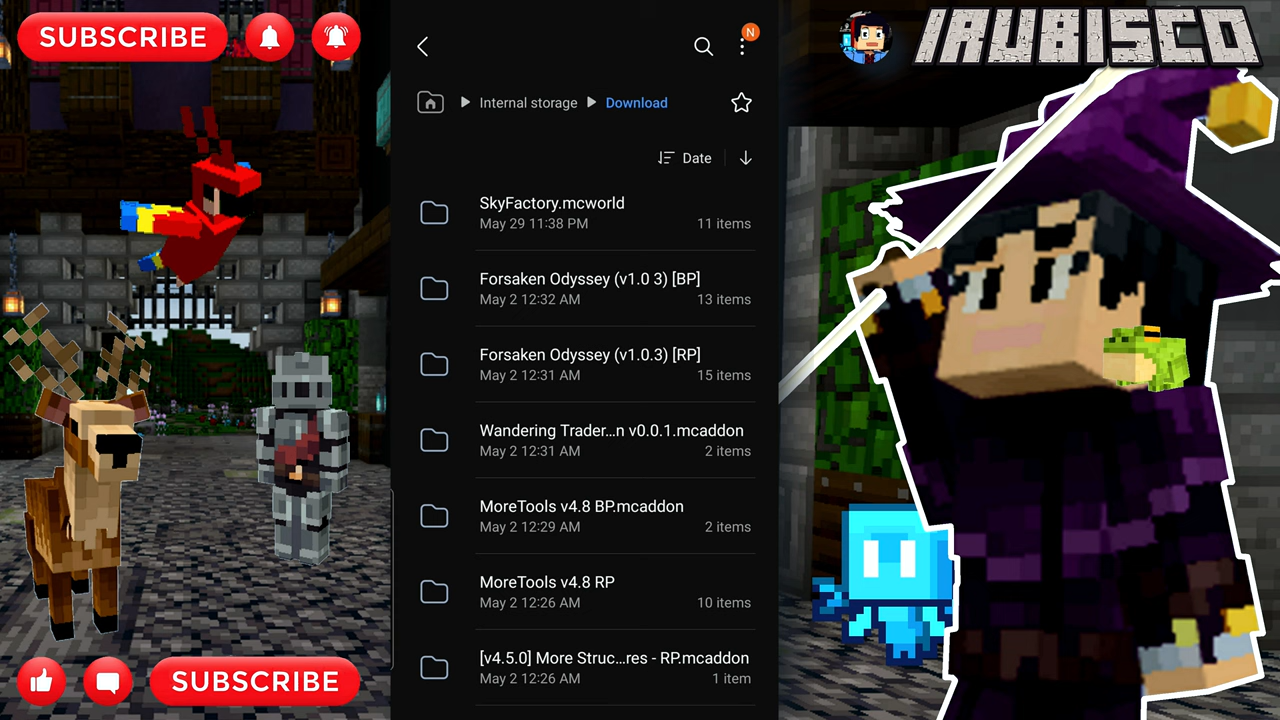 SUBSCRIBE
N
IRUBISCO
Internal storage
Download
Date
SkyFactory.mcworld
May 29 11:38 PM
11 items
Forsaken Odyssey (v1.0 3) [BP]
May 2 12:32 AM
13 items
Forsaken Odyssey (v1.0.3) [RP]
May 2 12:31 AM
15 items
Wandering Trader...n v0.0.1.mcaddon
May 2 12:31 AM
2 items
MoreTools v4.8 BP.mcaddon
May 2 12:29 AM
2 items
MoreTools v4.8 RP
May 2 12:26 AM
10 items
[v4.5.0] More Struc...res - RP.mcaddon
May 2 12:26 AM
1 item
SUBSCRIBE